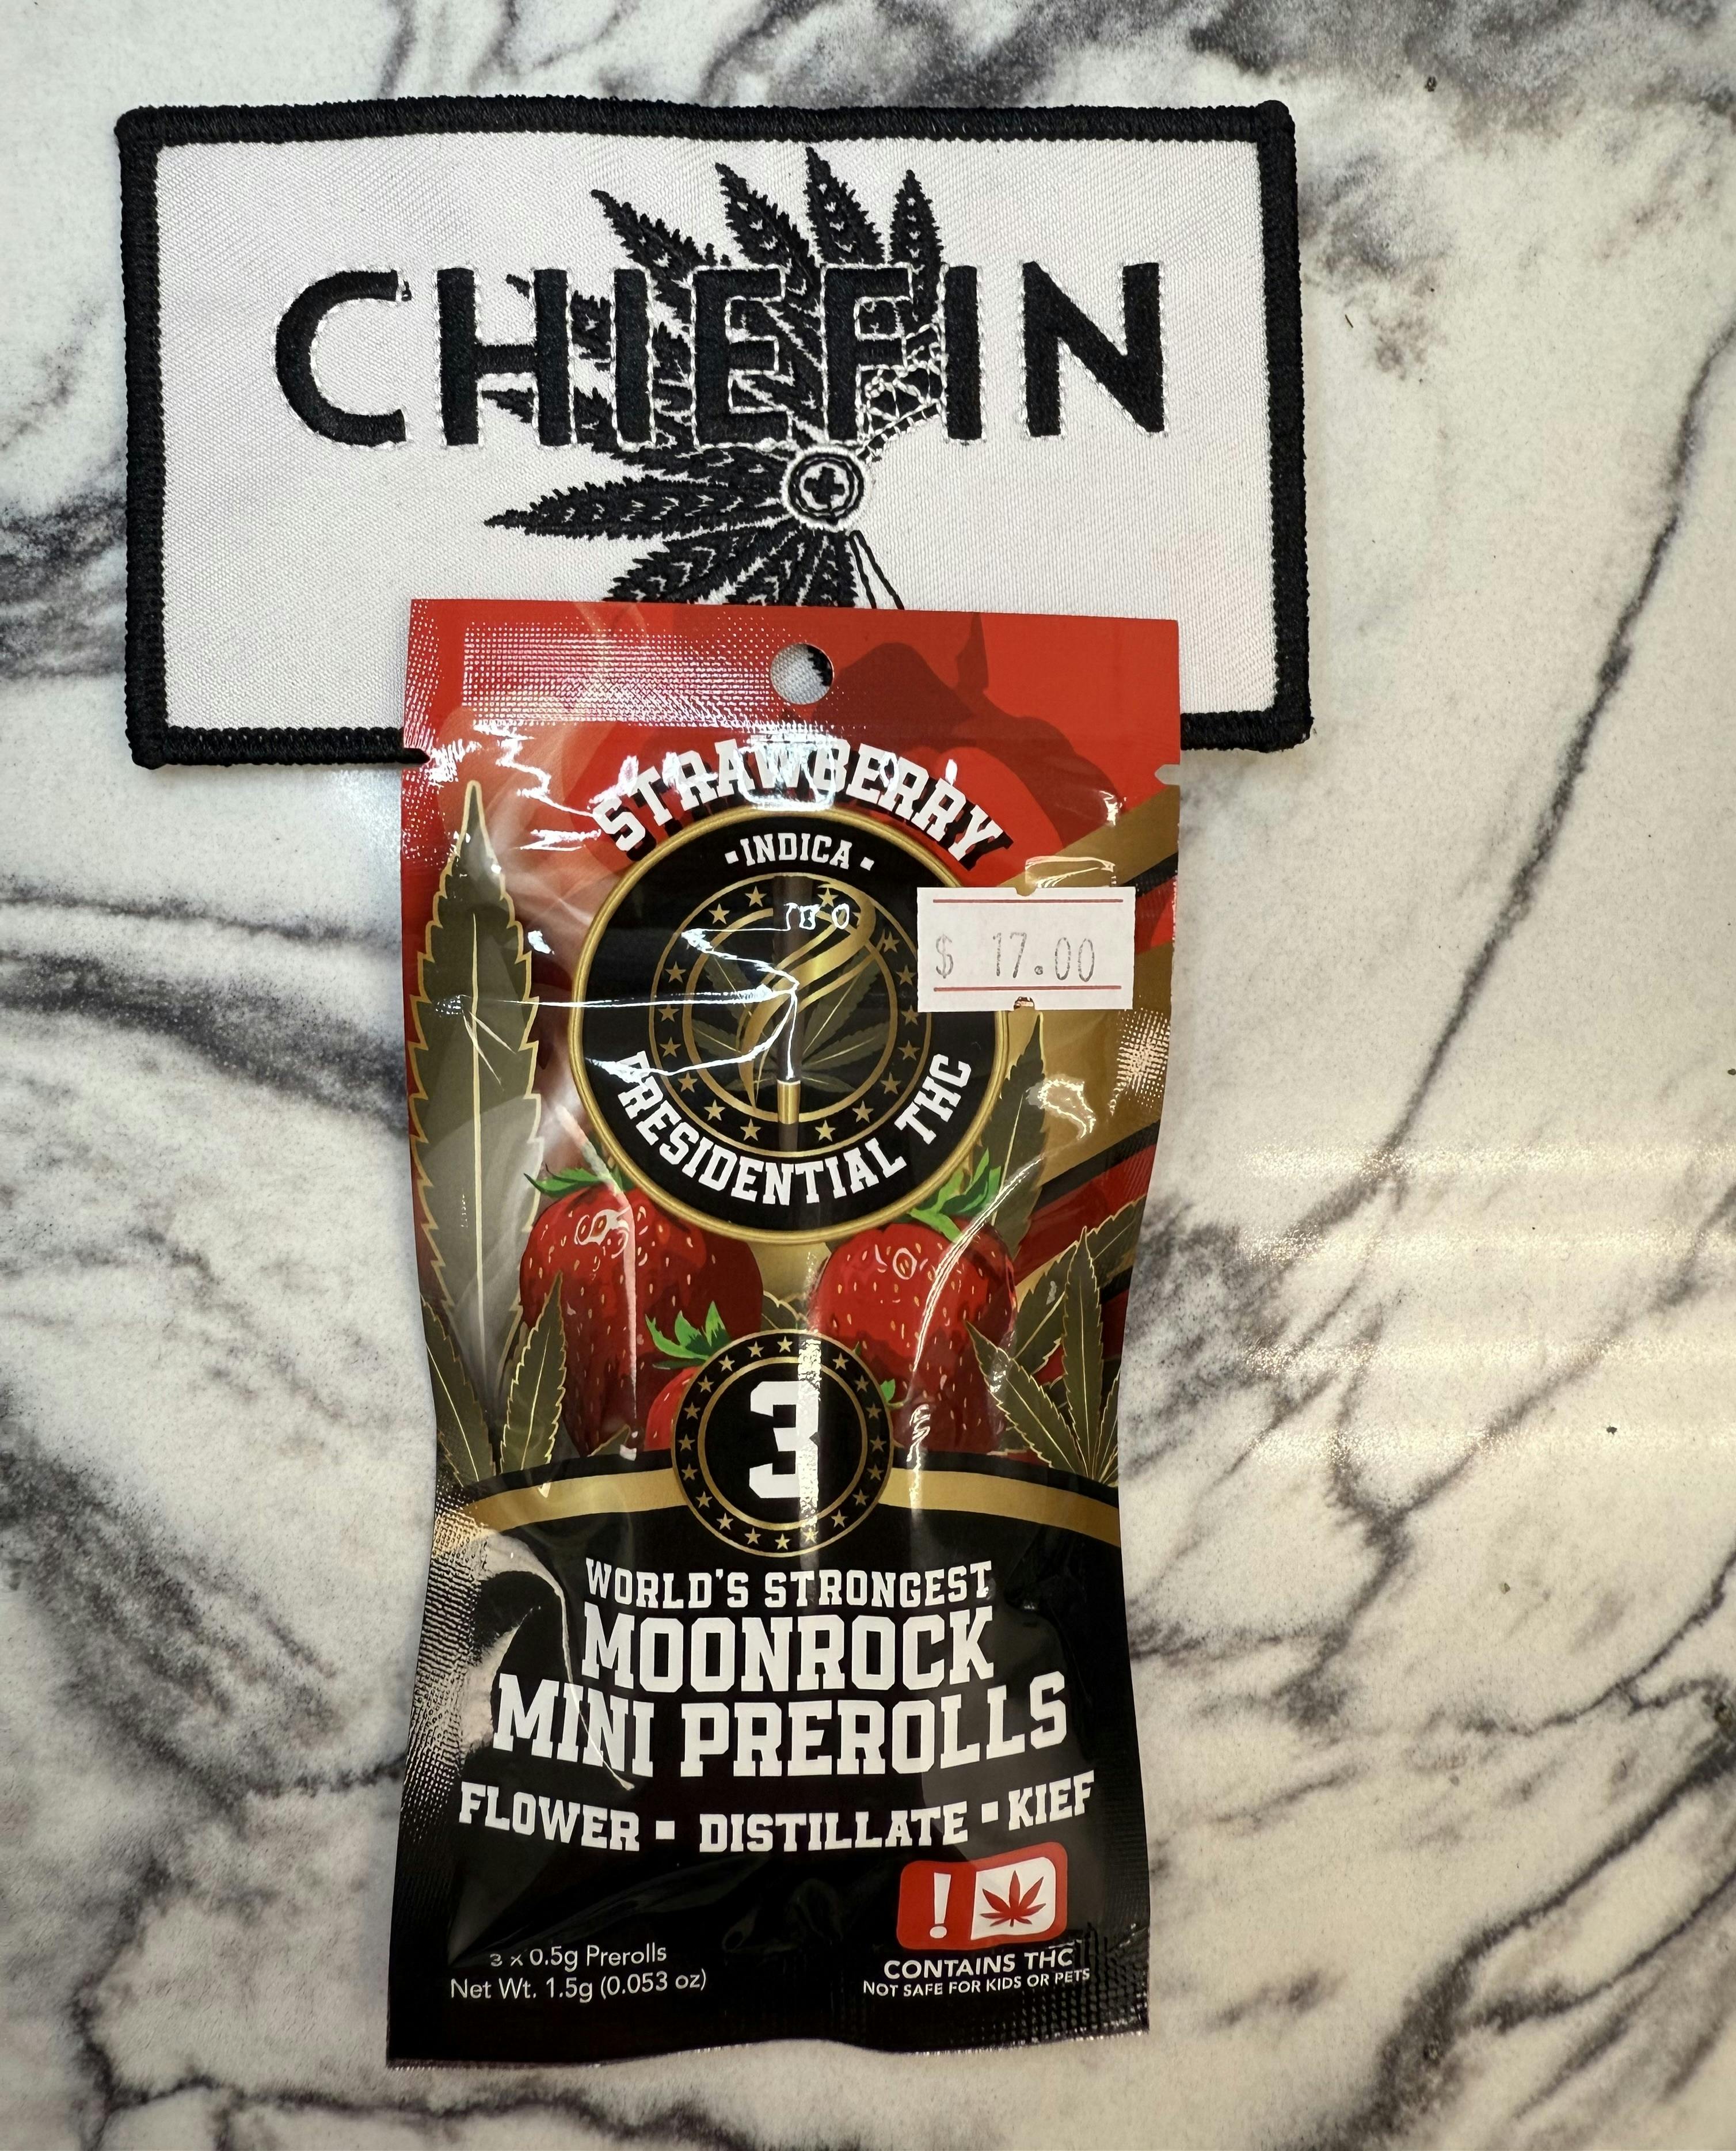 CHIEFIN
STRAWBERRY
• INDICA •
$ 17.00
PRESIDENTIAL THC
3
WORLD'S STRONGEST
MOONROCK
MINI PREROLLS
FLOWER ▪ DISTILLATE ▪ KIEF
!
3 x 0.5g Prerolls
Net Wt. 1.5g (0.053 oz)
CONTAINS THC
NOT SAFE FOR KIDS OR PETS